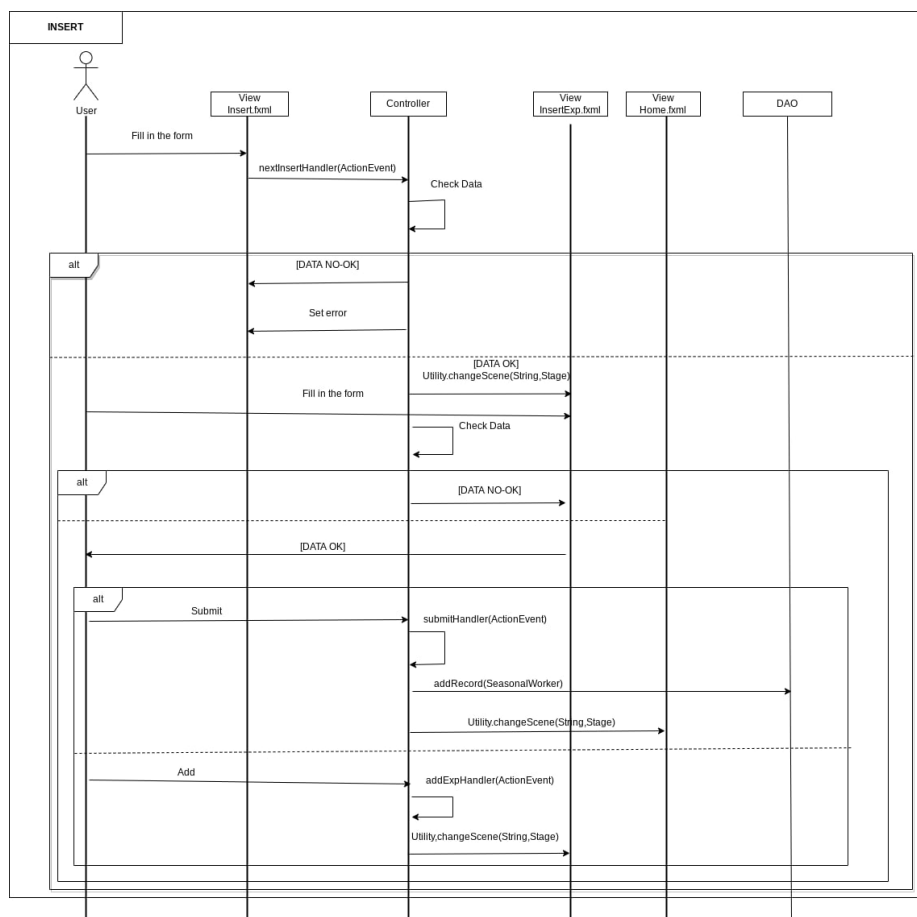 INSERT
User
View
Insert.fxml
Controller
View
InsertExp.fxml
View
Home.fxml
DAO
Fill in the form
nextInsertHandler(ActionEvent)
Check Data
alt
[DATA NO-OK]
Set error
[DATA OK]
Utility.changeScene(String,Stage)
Fill in the form
Check Data
alt
[DATA NO-OK]
[DATA OK]
alt
Submit
submitHandler(ActionEvent)
addRecord(SeasonalWorker)
Utility.changeScene(String,Stage)
Add
addExpHandler(ActionEvent)
Utility,changeScene(String,Stage)